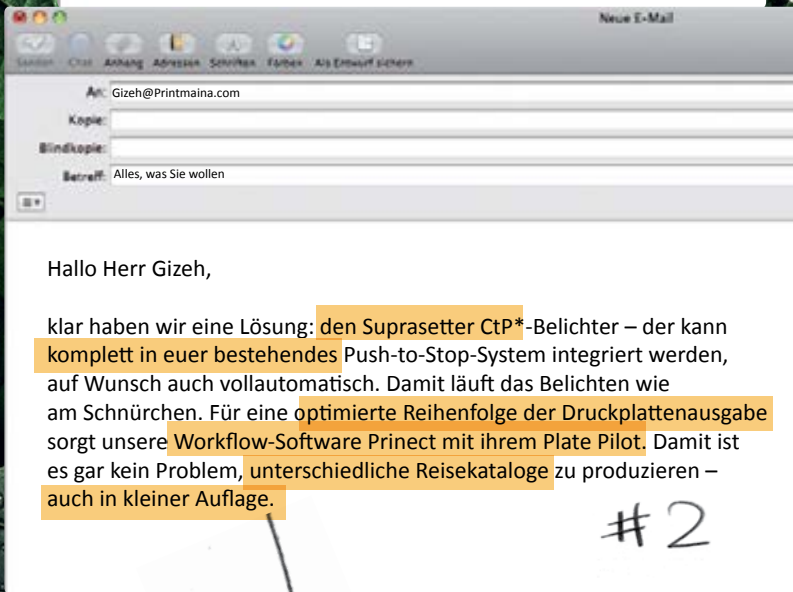 Neue E-Mail
Senden Chat Anhang Adressen Schriften Farben Als Entwurf sichern
An: Gizeh@Printmaina.com
Kopie:
Blindkopie:
Betreff: Alles, was Sie wollen
Hallo Herr Gizeh,
klar haben wir eine Lösung: den Suprasetter CtP*-Belichter – der kann
komplett in euer bestehendes Push-to-Stop-System integriert werden,
auf Wunsch auch vollautomatisch. Damit läuft das Belichten wie
am Schnürchen. Für eine optimierte Reihenfolge der Druckplattenausgabe
sorgt unsere Workflow-Software Prinect mit ihrem Plate Pilot. Damit ist
es gar kein Problem, unterschiedliche Reisekataloge zu produzieren –
auch in kleiner Auflage.
#2